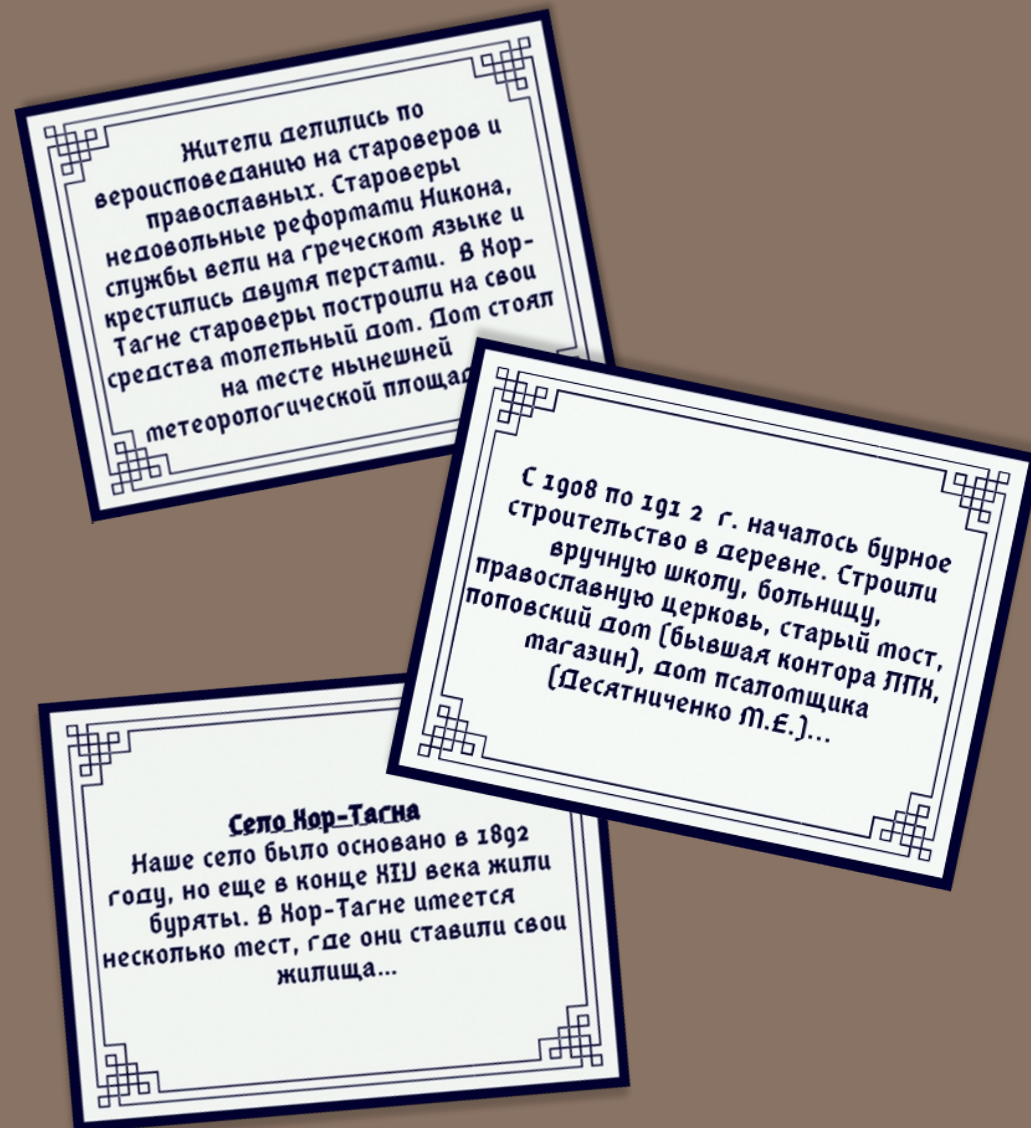 Жители делились по
вероисповеданию на староверов и
православных. Староверы
недовольные реформами Никона,
службы вели на греческом языке и
крестились двумя перстами. В Хор-
Тагне староверы построили на свои
средства молельный дом. Дом стоял
на месте нынешней
метеорологической
С 1908 по 191 2 г. началось бурное
строительство в деревне. Строили
вручную школу, больницу,
православную церковь, старый мост,
поповский дом (бывшая контора ЛПХ,
магазин), дом псаломщика
(Десятниченко М.Е.)...
Село Хор-Тагна
Наше село было основано в 1892
году, но еще в конце XIV века жили
буряты. В Хор-Тагне имеется
несколько мест, где они ставили свои
жилища...